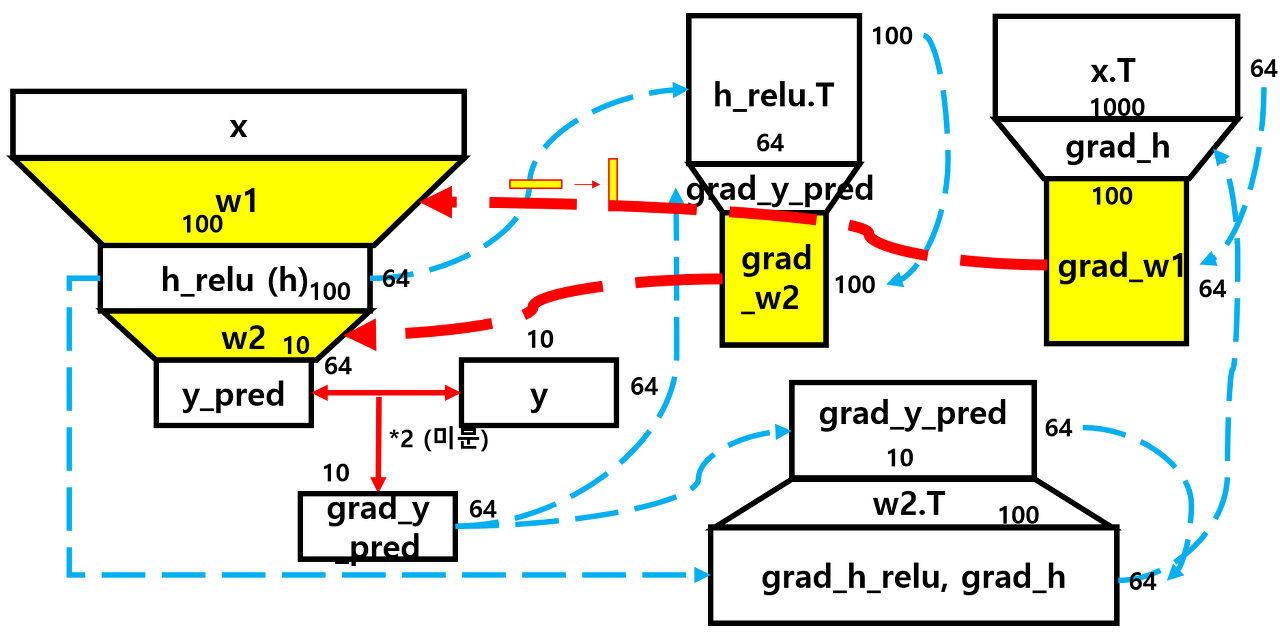 x
w1
100
h_relu (h)
100
64
w2
10
64
y_pred
10
y
64
*2 (미분)
10
grad_y
_pred
64
h_relu.T
64
100
grad_y_pred
grad
_w2
100
x.T
1000
64
grad_h
100
grad_w1
64
grad_y_pred
10
64
w2.T
100
grad_h_relu, grad_h
64